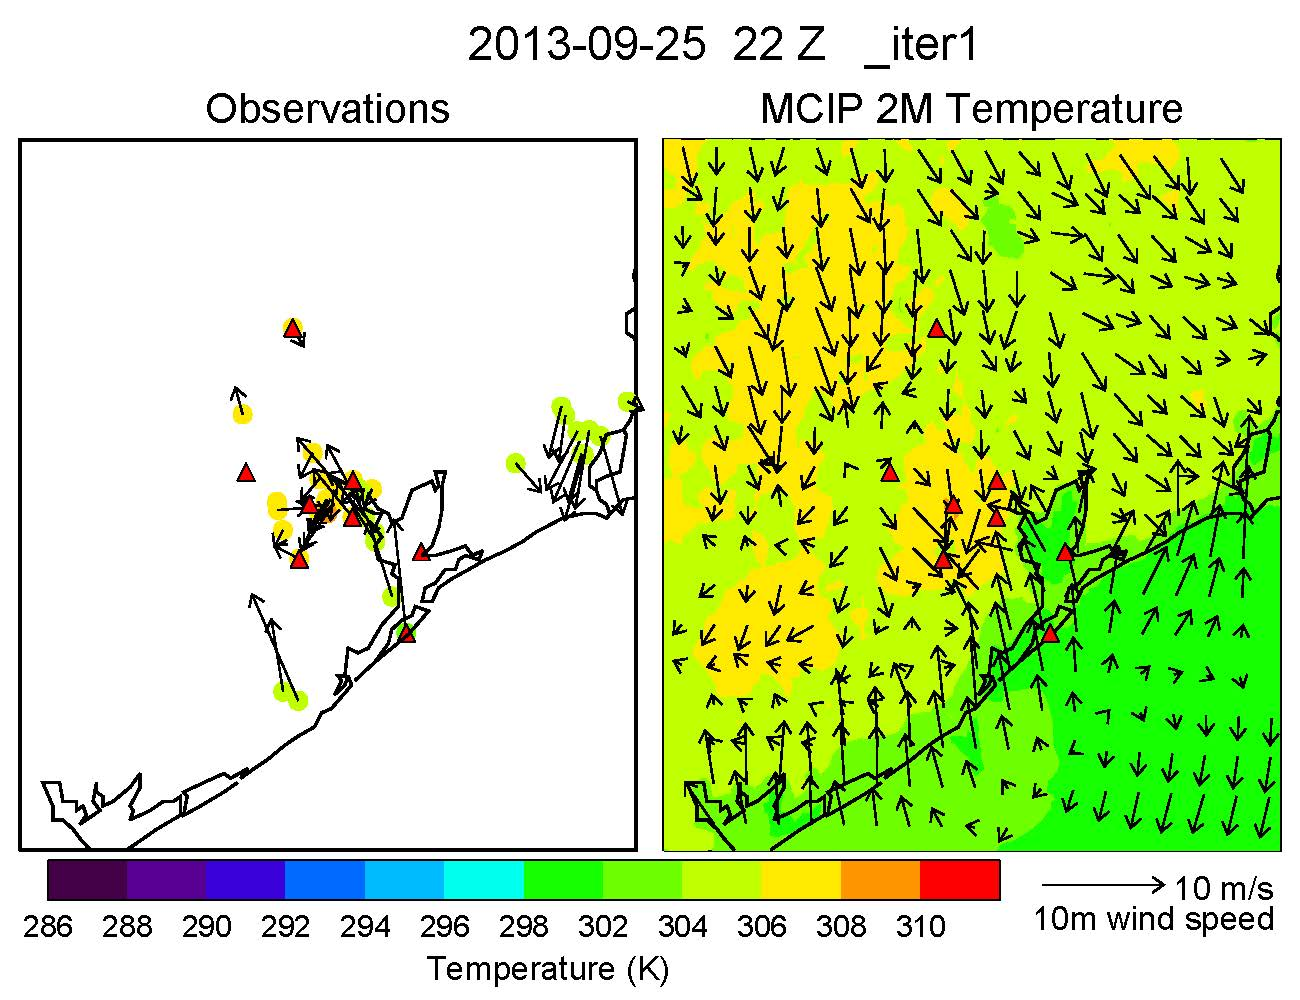 2013-09-25 22 Z _iter1
Observations
MCIP 2M Temperature
286 288 290 292 294 296 298 300 302 304 306 308 310
Temperature (K)
10 m/s
10m wind speed